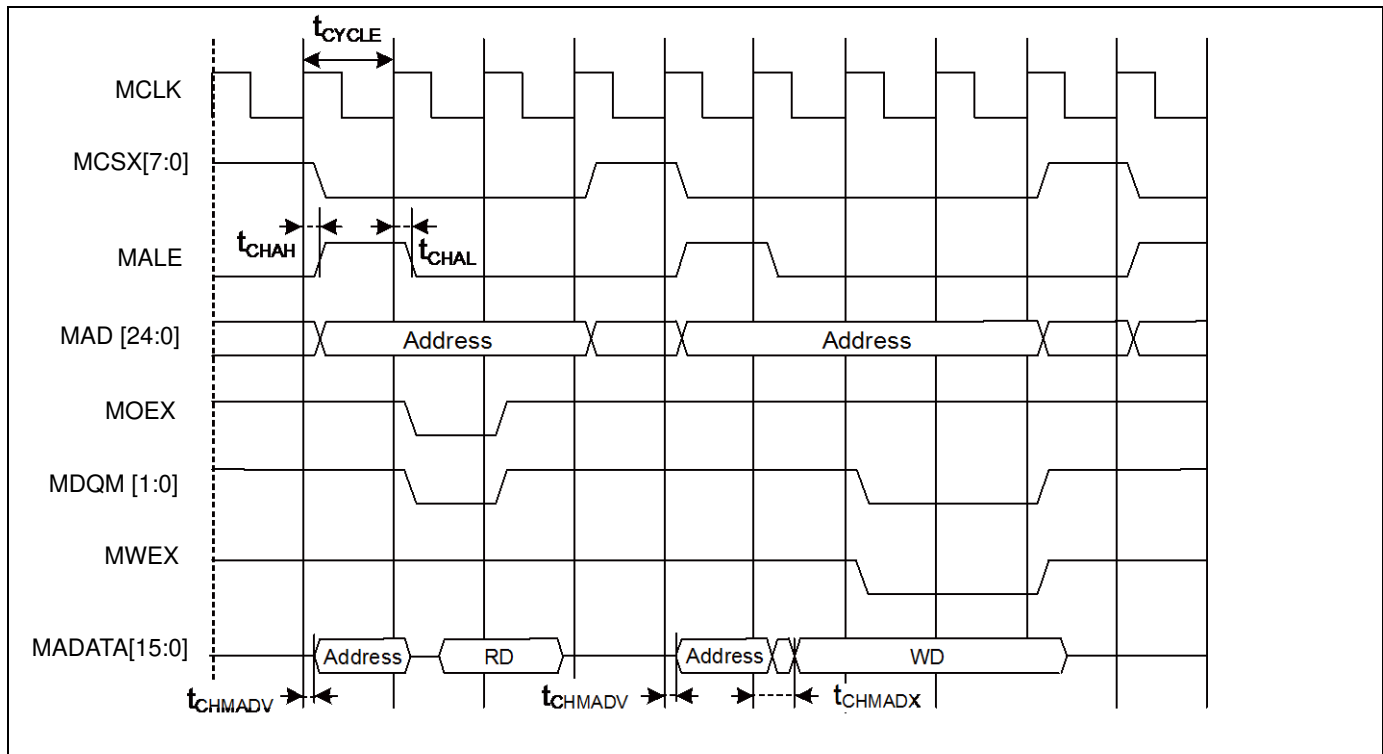 tCYCLE
MCLK
MCSX[7:0]
tCHAH
tCHAL
MALE
MAD [24:0]
Address
Address
MOEX
MDQM [1:0]
MWEX
MADATA[15:0]
Address
RD
Address
WD
tCHMADV
tCHMADV
tCHMADX